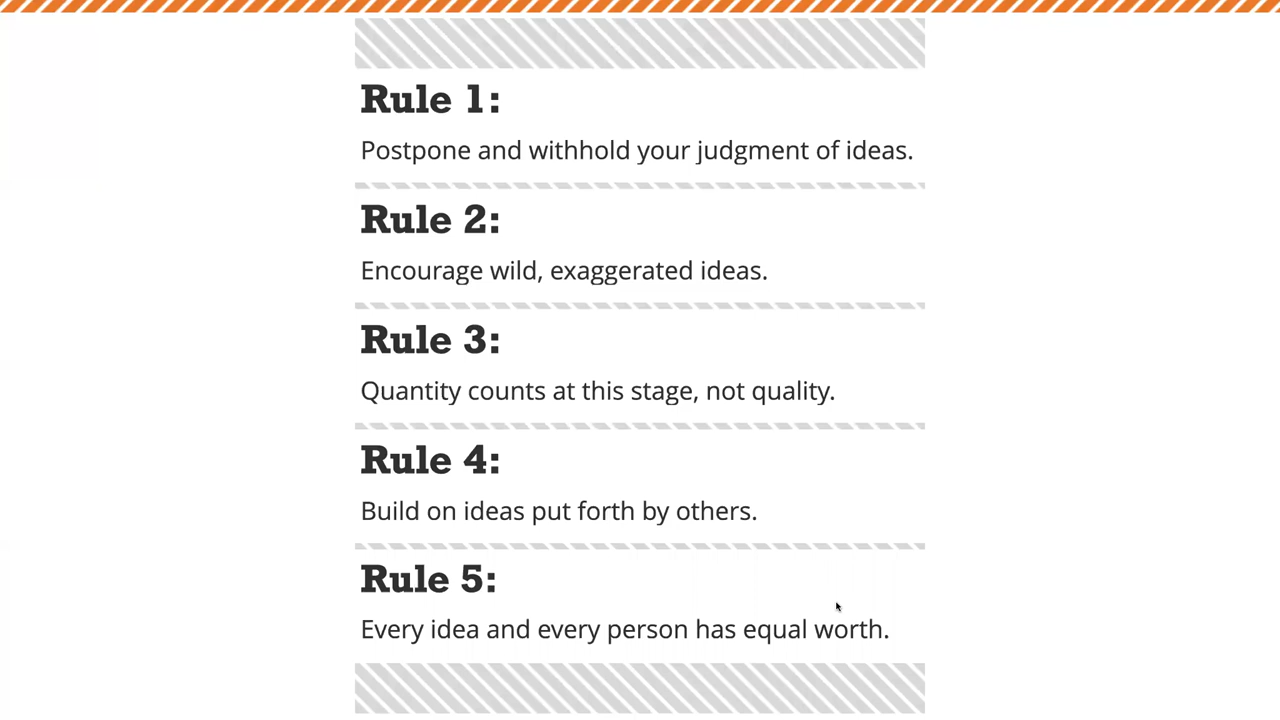 Rule 1:
Postpone and withhold your judgment of ideas.
Rule 2:
Encourage wild, exaggerated ideas.
Rule 3:
Quantity counts at this stage, not quality.
Rule 4:
Build on ideas put forth by others.
Rule 5:
Every idea and every person has equal worth.